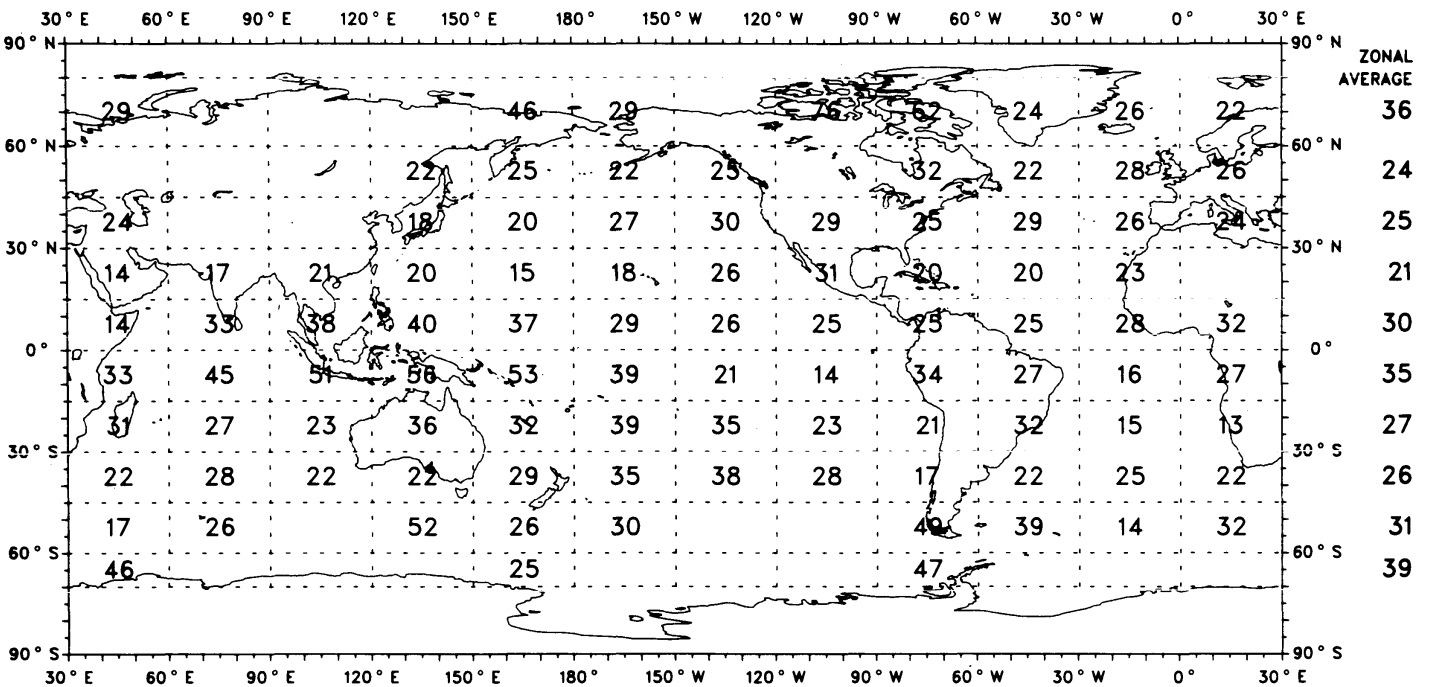 30° E 60° E 90° E 120° E 150° E 180° 150° W 120° W 90° W 60° W 30° W 0° 30° E
90° N 90° N
ZONAL
AVERAGE
29 46 29 76 62 24 26 22 36
60° N 60° N
22 25 22 25 32 22 28 26 24
24 18 20 27 30 29 25 29 26 24 25
30° N 30° N
14 17 21 20 15 18 26 31 20 20 23 21
14 33 38 40 37 29 26 25 25 25 28 32 30
0° 0°
33 45 51 56 53 39 21 14 34 27 16 27 35
31 27 23 36 32 39 35 23 21 32 15 13 27
30° S 30° S
22 28 22 22 29 35 38 28 17 22 25 22 26
17 26 52 26 30 49 39 14 32 31
60° S 60° S
46 25 47 39
90° S 90° S
30° E 60° E 90° E 120° E 150° E 180° 150° W 120° W 90° W 60° W 30° W 0° 30° E